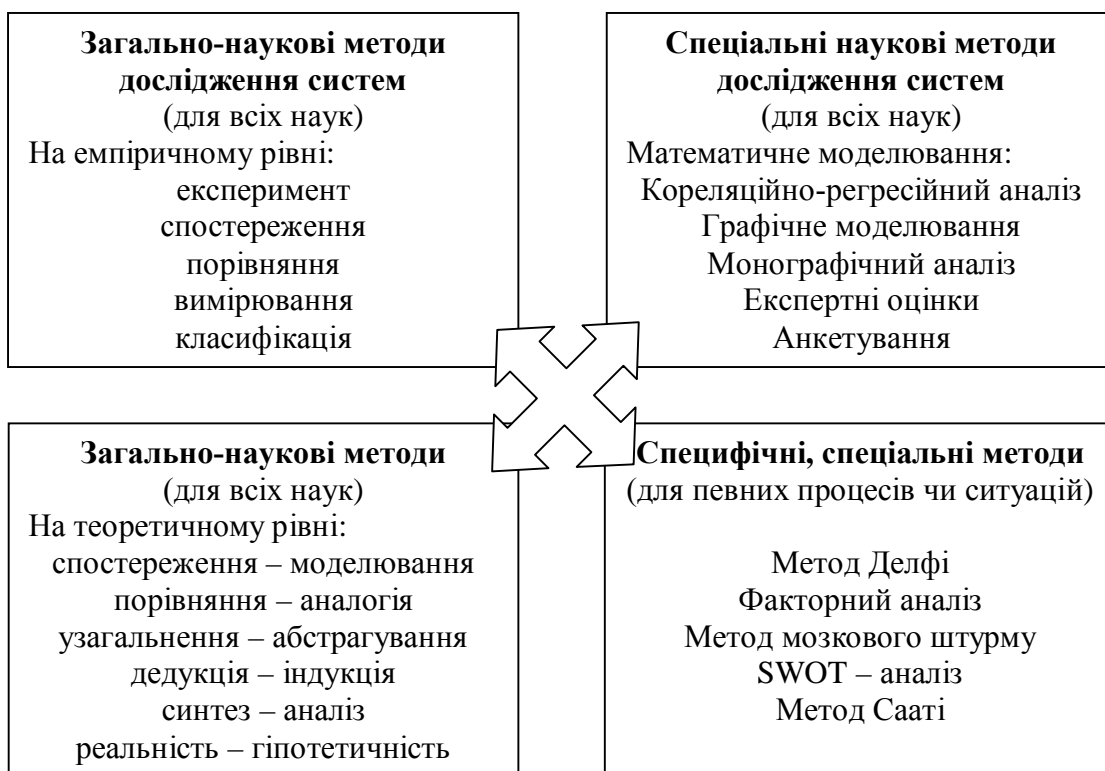 Загально-наукові методи
дослідження систем
(для всіх наук)
На емпіричному рівні:
експеримент
спостереження
порівняння
вимірювання
класифікація
Спеціальні наукові методи
дослідження систем
(для всіх наук)
Математичне моделювання:
Кореляційно-регресійний аналіз
Графічне моделювання
Монографічний аналіз
Експертні оцінки
Анкетування
Загально-наукові методи
(для всіх наук)
На теоретичному рівні:
спостереження – моделювання
порівняння – аналогія
узагальнення – абстрагування
дедукція – індукція
синтез – аналіз
реальність – гіпотетичність
Специфічні, спеціальні методи
(для певних процесів чи ситуацій)
Метод Делфі
Факторний аналіз
Метод мозкового штурму
SWOT – аналіз
Метод Сааті